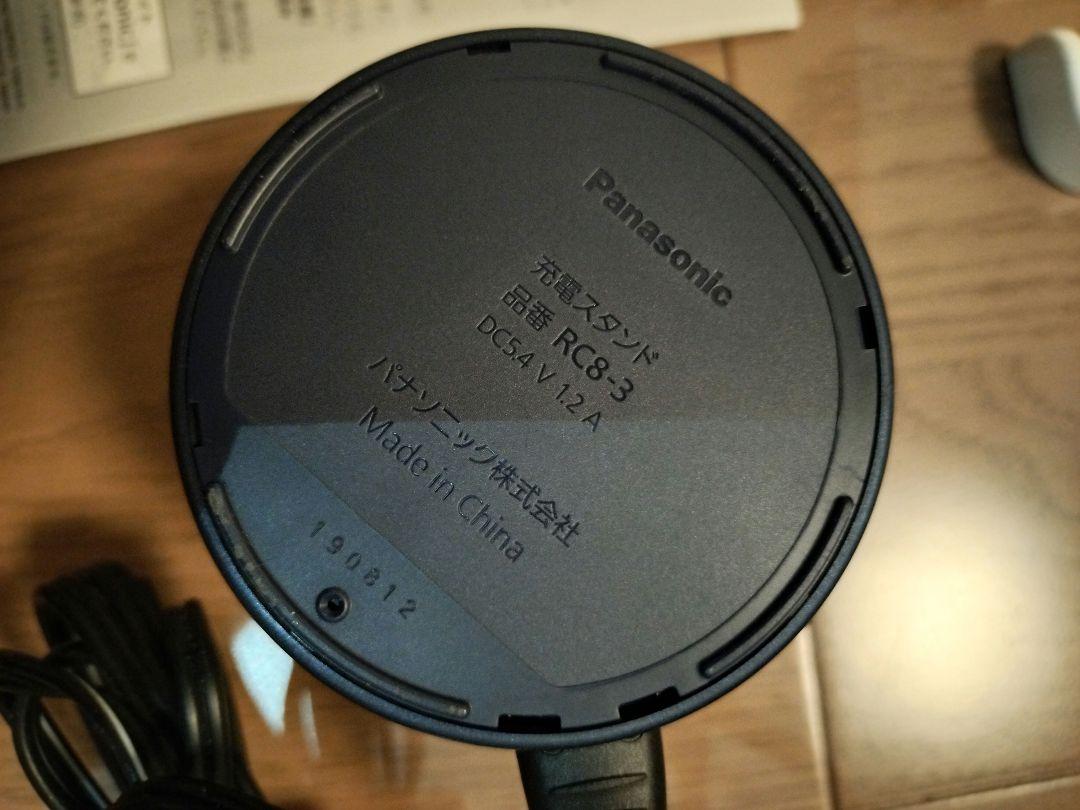 Panasonic
充電スタンド
品番 RC8-3
DC5.4 V 1.2 A
パナソニック株式会社
Made in China
190812